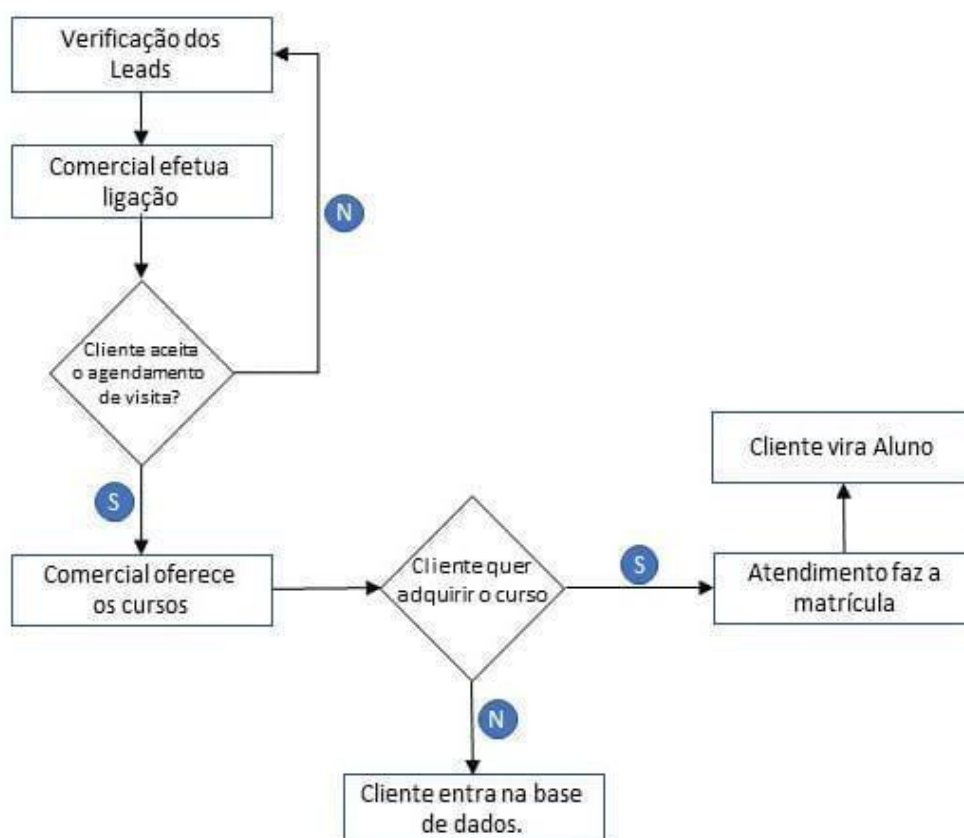 Verificação dos
Leads
Comercial efetua
ligação
N
Cliente aceita
o agendamento
de visita?
S
Comercial oferece
os cursos
Cliente quer
adquirir o curso
S
Atendimento faz a
matrícula
Cliente vira Aluno
N
Cliente entra na base
de dados.